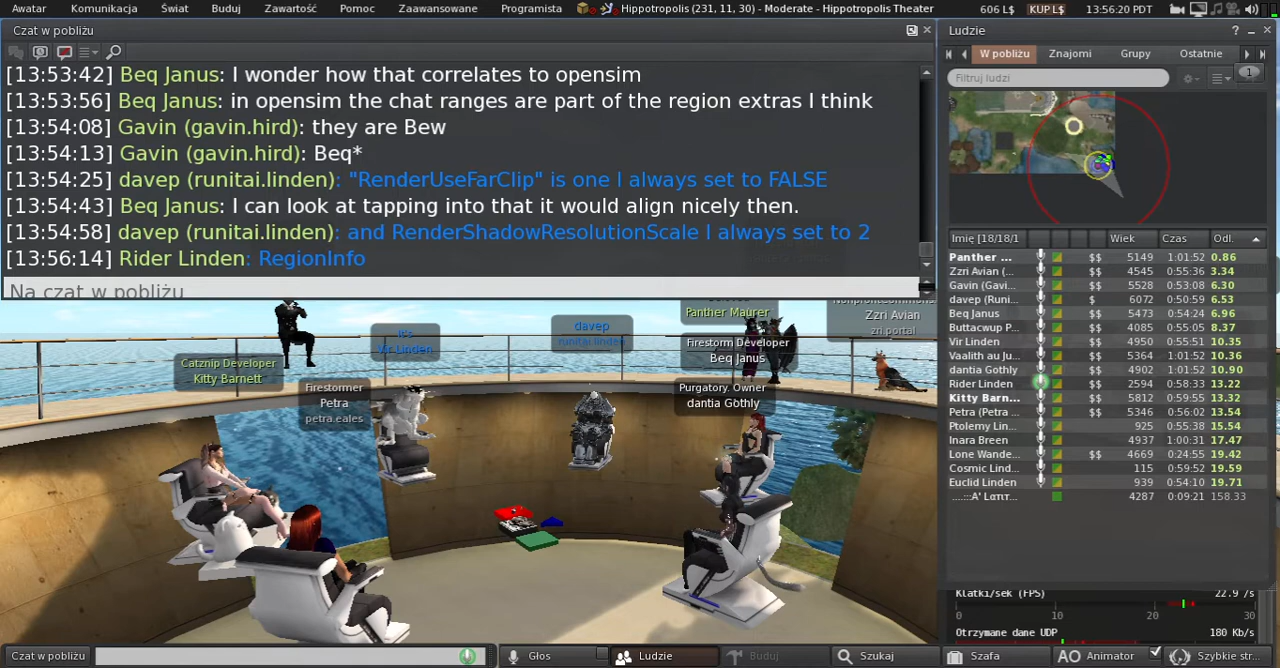 Awatar Komunikacja Świat Buduj Zawartość Pomoc Zaawansowane Programista Hippotropolis (231, 11, 30) - Moderate - Hippotropolis Theater 606 L$ KUP L$ 13:56:20 PDT
Czat w pobliżu
[13:53:42] Beq Janus: I wonder how that correlates to opensim
[13:53:56] Beq Janus: in opensim the chat ranges are part of the region extras I think
[13:54:08] Gavin (gavin.hird): they are Bew
[13:54:13] Gavin (gavin.hird): Beq*
[13:54:25] davep (runitai.linden): "RenderUseFarClip" is one I always set to FALSE
[13:54:43] Beq Janus: I can look at tapping into that it would align nicely then.
[13:54:58] davep (runitai.linden): and RenderShadowResolutionScale I always set to 2
[13:56:14] Rider Linden: RegionInfo
Na czat w pobliżu
Catznip Developer
Kitty Barnett
Firestormer
Petra
petra.eales
It's
Vir Linden
davep
runitai.linden
Panther Maurer
Firestorm Developer
Beq Janus
Purgatory. Owner
dantia Gothly
NonprofitCommons
Zzri Avian
zri portal
Ludzie
W pobliżu Znajomi Grupy Ostatnie
Filtruj ludzi
1
Imię [18/18/1 Wiek Czas Odl.
Panther ... $$ 5149 1:01:52 0.86
Zzri Avian (... $$ 4545 0:55:36 3.34
Gavin (Gavi... $$ 5528 0:53:08 6.30
davep (Runi... $ 6072 0:50:59 6.53
Beq Janus $$ 5473 0:54:24 6.96
Buttacwup P... $$ 4085 0:55:05 8.37
Vir Linden $$ 4950 0:55:51 10.35
Vaalith au Ju... $$ 5364 1:01:52 10.36
dantia Gothly $$ 4902 1:01:52 10.90
Rider Linden $$ 2594 0:58:33 13.22
Kitty Barn... $$ 5812 0:59:55 13.32
Petra (Petra ... $$ 5346 0:56:02 13.54
Ptolemy Lin... 925 0:55:38 15.54
Inara Breen 4937 1:00:31 17.47
Lone Wande... $$ 4669 0:24:55 19.42
Cosmic Lind... 115 0:59:52 19.59
Euclid Linden 939 0:54:10 19.71
4287 0:09:21 158.33
Klatki/sek (FPS) 22.9 /s
0 10 20 30
Otrzymane dane UDP 180 Kb/s
Czat w pobliżu Głos Ludzie Buduj Szukaj Szafa AO Animator Szybkie str...